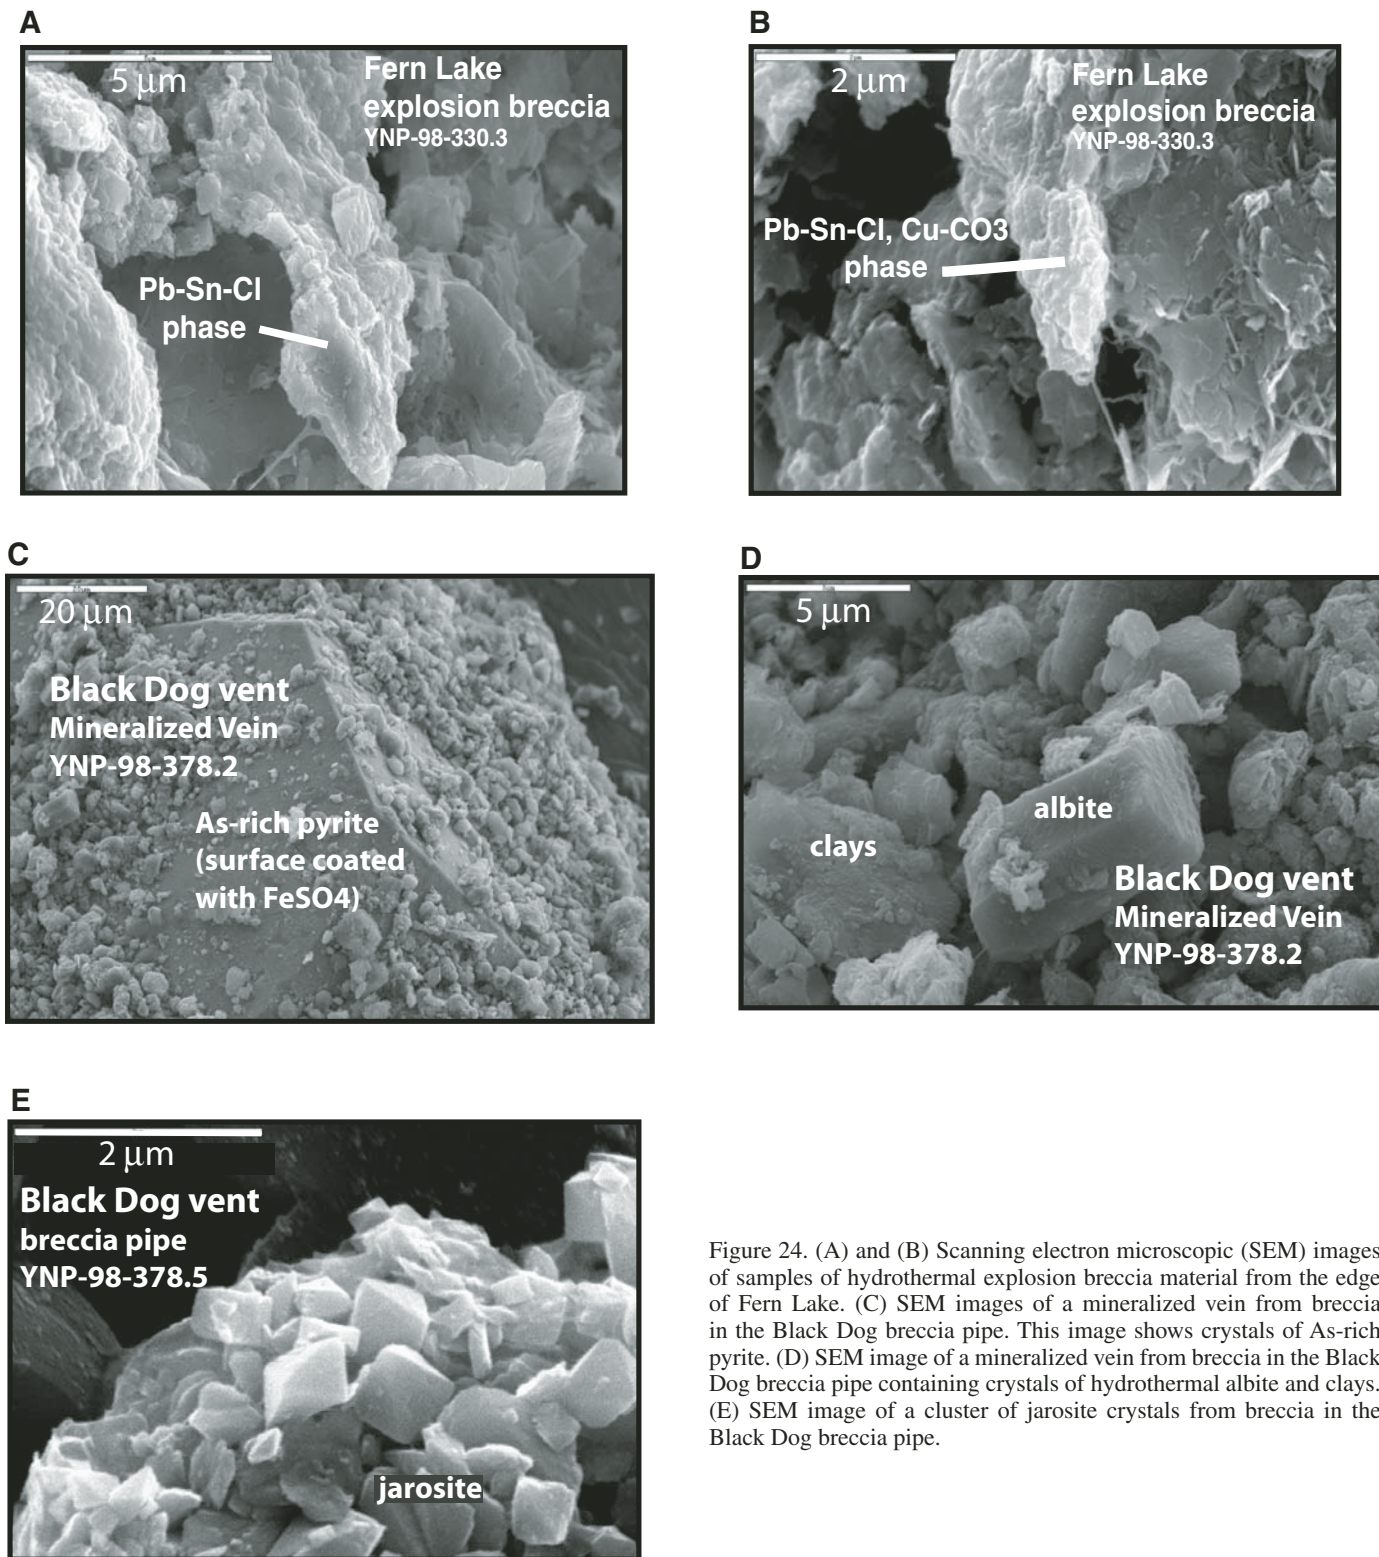 A
5 μm
Fern Lake
explosion breccia
YNP-98-330.3
Pb-Sn-Cl
phase
B
2 μm
Fern Lake
explosion breccia
YNP-98-330.3
Pb-Sn-Cl, Cu-CO3
phase
C
20 μm
Black Dog vent
Mineralized Vein
YNP-98-378.2
As-rich pyrite
(surface coated
with FeSO4)
D
5 μm
albite
clays
Black Dog vent
Mineralized Vein
YNP-98-378.2
E
2 μm
Black Dog vent
breccia pipe
YNP-98-378.5
jarosite
Figure 24. (A) and (B) Scanning electron microscopic (SEM) images
of samples of hydrothermal explosion breccia material from the edge
of Fern Lake. (C) SEM images of a mineralized vein from breccia
in the Black Dog breccia pipe. This image shows crystals of As-rich
pyrite. (D) SEM image of a mineralized vein from breccia in the Black
Dog breccia pipe containing crystals of hydrothermal albite and clays.
(E) SEM image of a cluster of jarosite crystals from breccia in the
Black Dog breccia pipe.